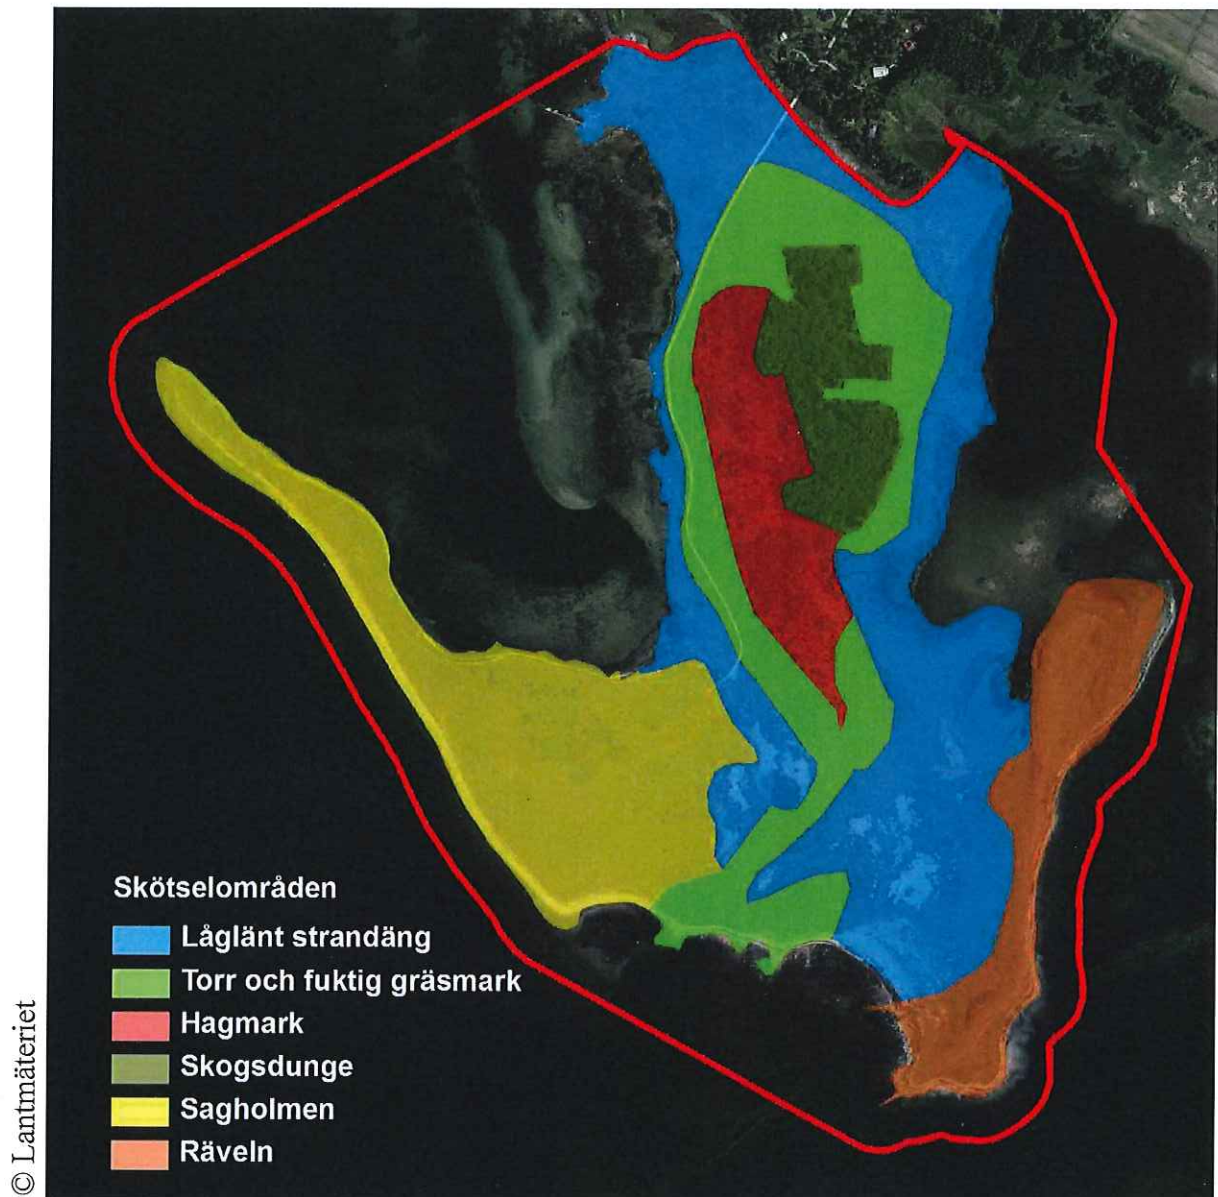 Skötselområden
Låglänt strandäng
Torr och fuktig gräsmark
Hagmark
Skogsdunge
Sagholmen
Räveln
© Lantmäteriet